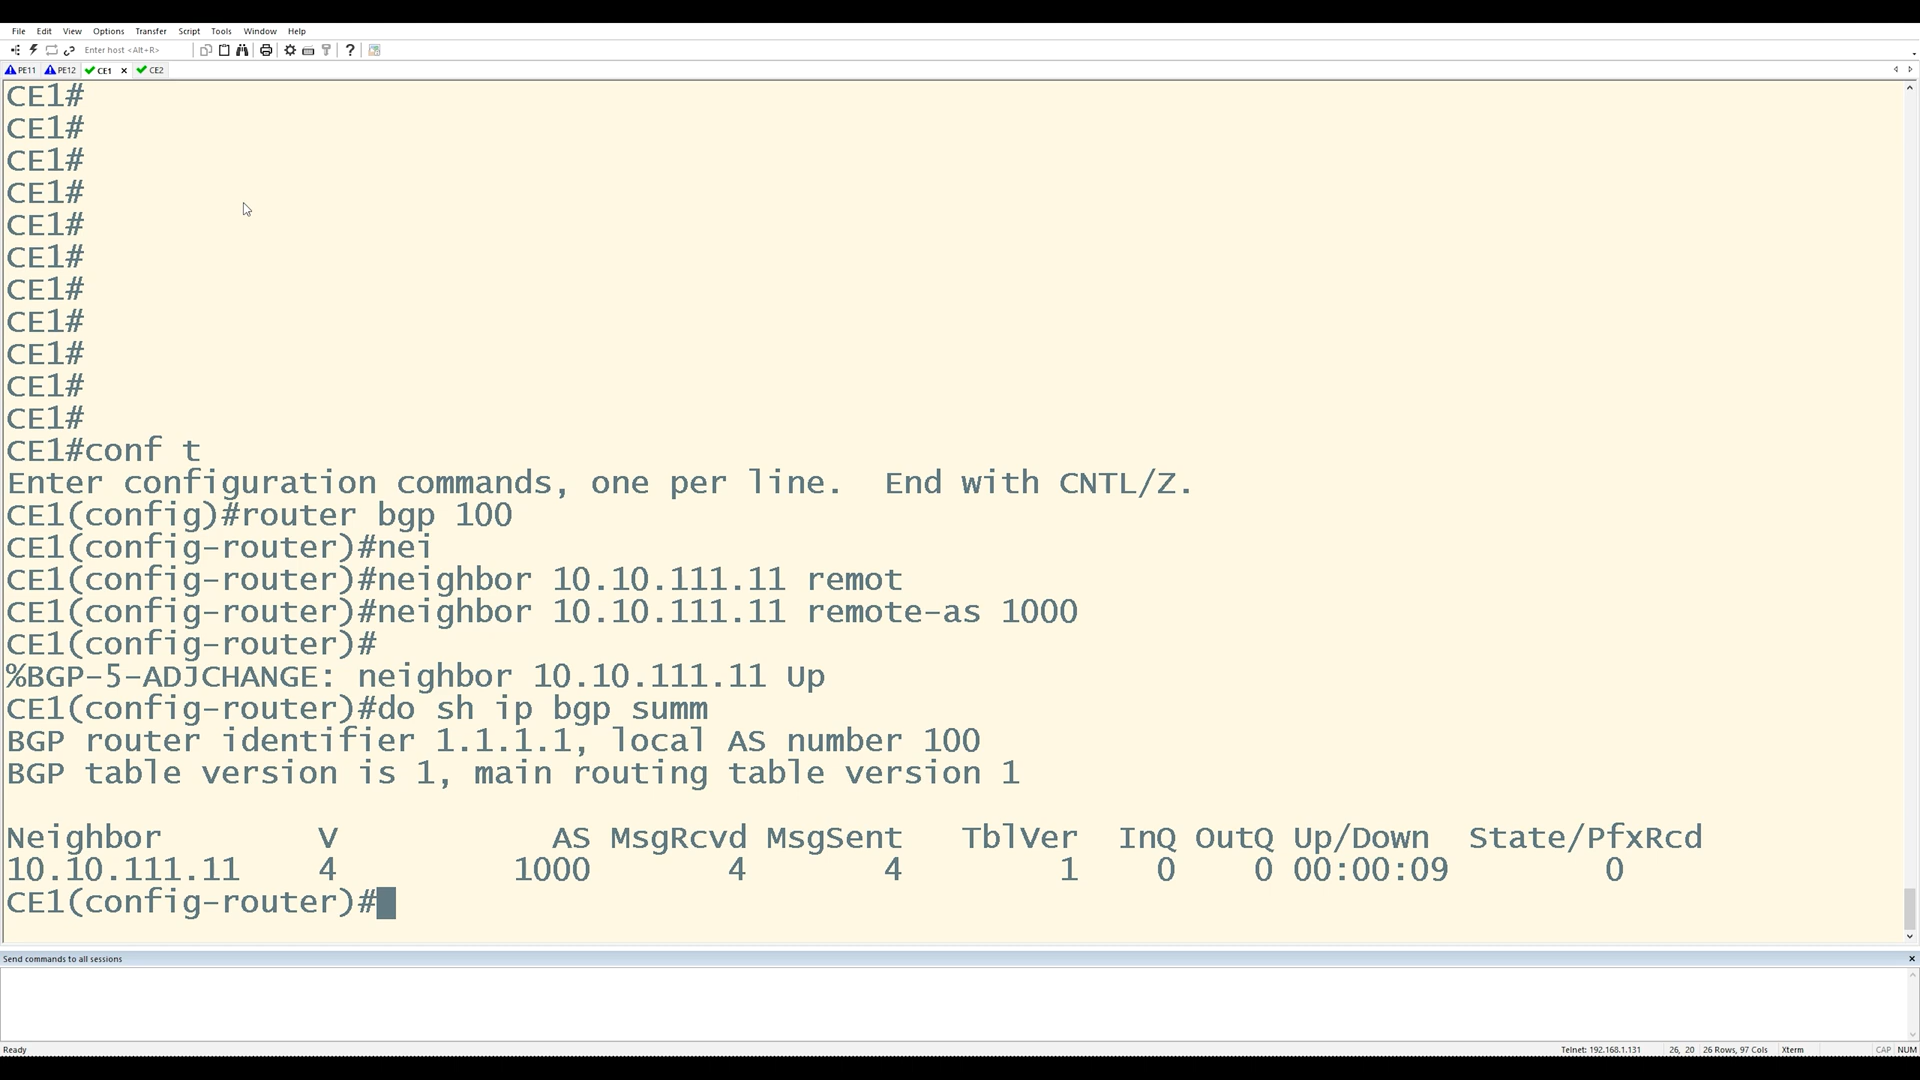 File Edit View Options Transfer Script Tools Window Help
Enter host <Alt+R>
PE11 PE12 CE1 CE2
CE1#
CE1#
CE1#
CE1#
CE1#
CE1#
CE1#
CE1#
CE1#
CE1#
CE1#
CE1#conf t
Enter configuration commands, one per line.  End with CNTL/Z.
CE1(config)#router bgp 100
CE1(config-router)#nei
CE1(config-router)#neighbor 10.10.111.11 remot
CE1(config-router)#neighbor 10.10.111.11 remote-as 1000
CE1(config-router)#
%BGP-5-ADJCHANGE: neighbor 10.10.111.11 Up
CE1(config-router)#do sh ip bgp summ
BGP router identifier 1.1.1.1, local AS number 100
BGP table version is 1, main routing table version 1
Neighbor V AS MsgRcvd MsgSent TblVer InQ OutQ Up/Down State/PfxRcd
10.10.111.11 4 1000 4 4 1 0 0 00:00:09 0
CE1(config-router)#
Send commands to all sessions
Ready Telnet: 192.168.1.131 26, 20 26 Rows, 97 Cols Xterm CAP NUM